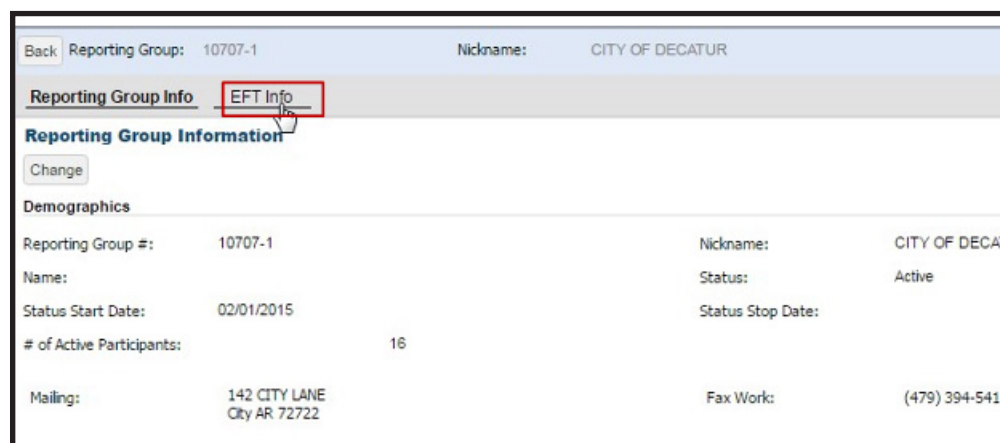 Back Reporting Group: 10707-1 Nickname: CITY OF DECATUR
Reporting Group Info EFT Info
Reporting Group Information
Change
Demographics
Reporting Group #: 10707-1 Nickname: CITY OF DECA
Name: Status: Active
Status Start Date: 02/01/2015 Status Stop Date:
# of Active Participants: 16
Mailing: 142 CITY LANE Fax Work: (479) 394-541
City AR 72722